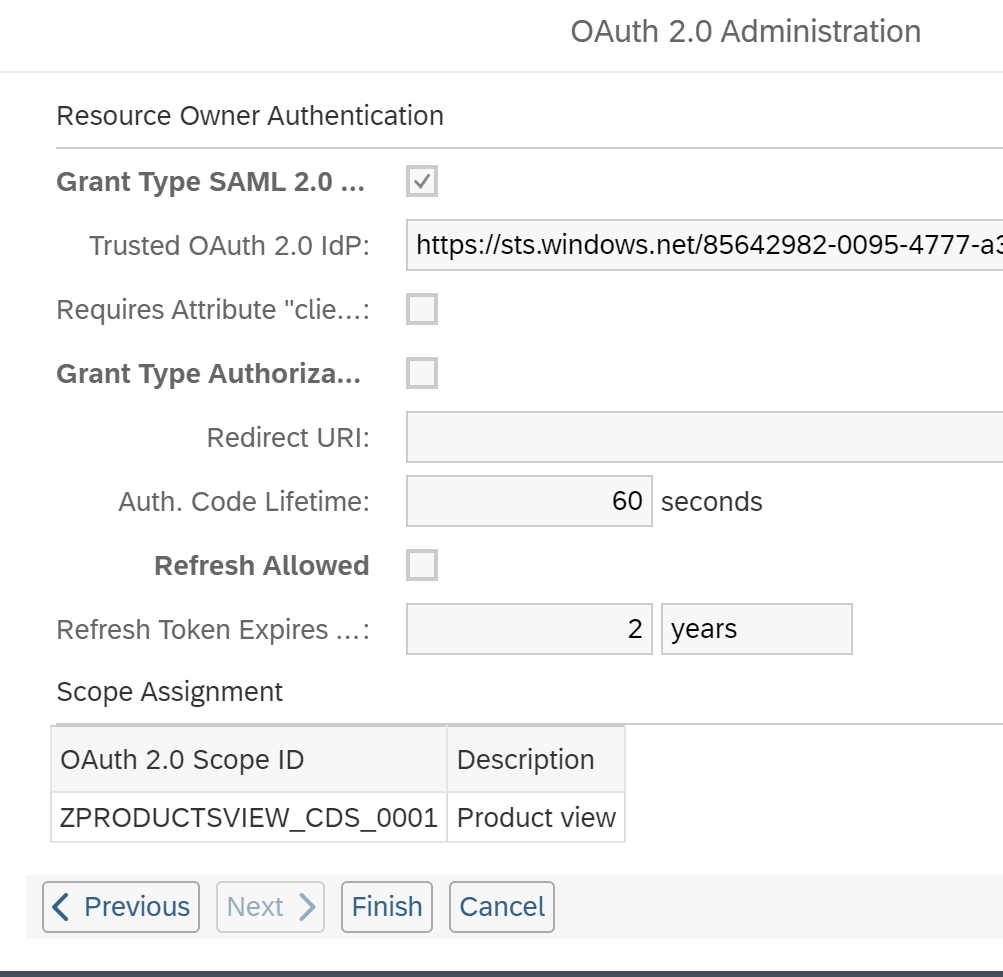 OAuth 2.0 Administration
Resource Owner Authentication
Grant Type SAML 2.0 ...
Trusted OAuth 2.0 IdP: https://sts.windows.net/85642982-0095-4777-a3
Requires Attribute "clie...:
Grant Type Authoriza...
Redirect URI:
Auth. Code Lifetime: 60 seconds
Refresh Allowed
Refresh Token Expires ...: 2 years
Scope Assignment
OAuth 2.0 Scope ID Description
ZPRODUCTSVIEW_CDS_0001 Product view
Previous Next Finish Cancel